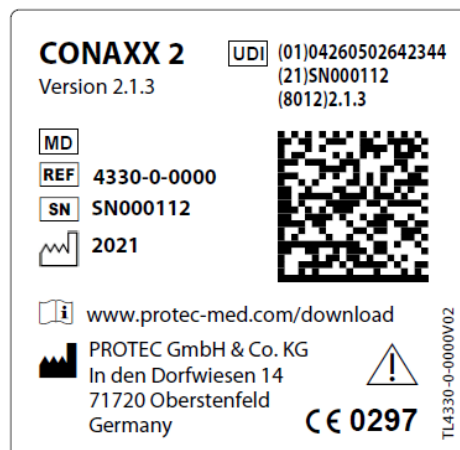 CONAXX 2
Version 2.1.3
UDI (01)04260502642344
(21)SN000112
(8012)2.1.3
MD
REF 4330-0-0000
SN SN000112
2021
i www.protec-med.com/download
PROTEC GmbH & Co. KG
In den Dorfwiesen 14
71720 Oberstenfeld
Germany
CE 0297
TL4330-0-0000V02